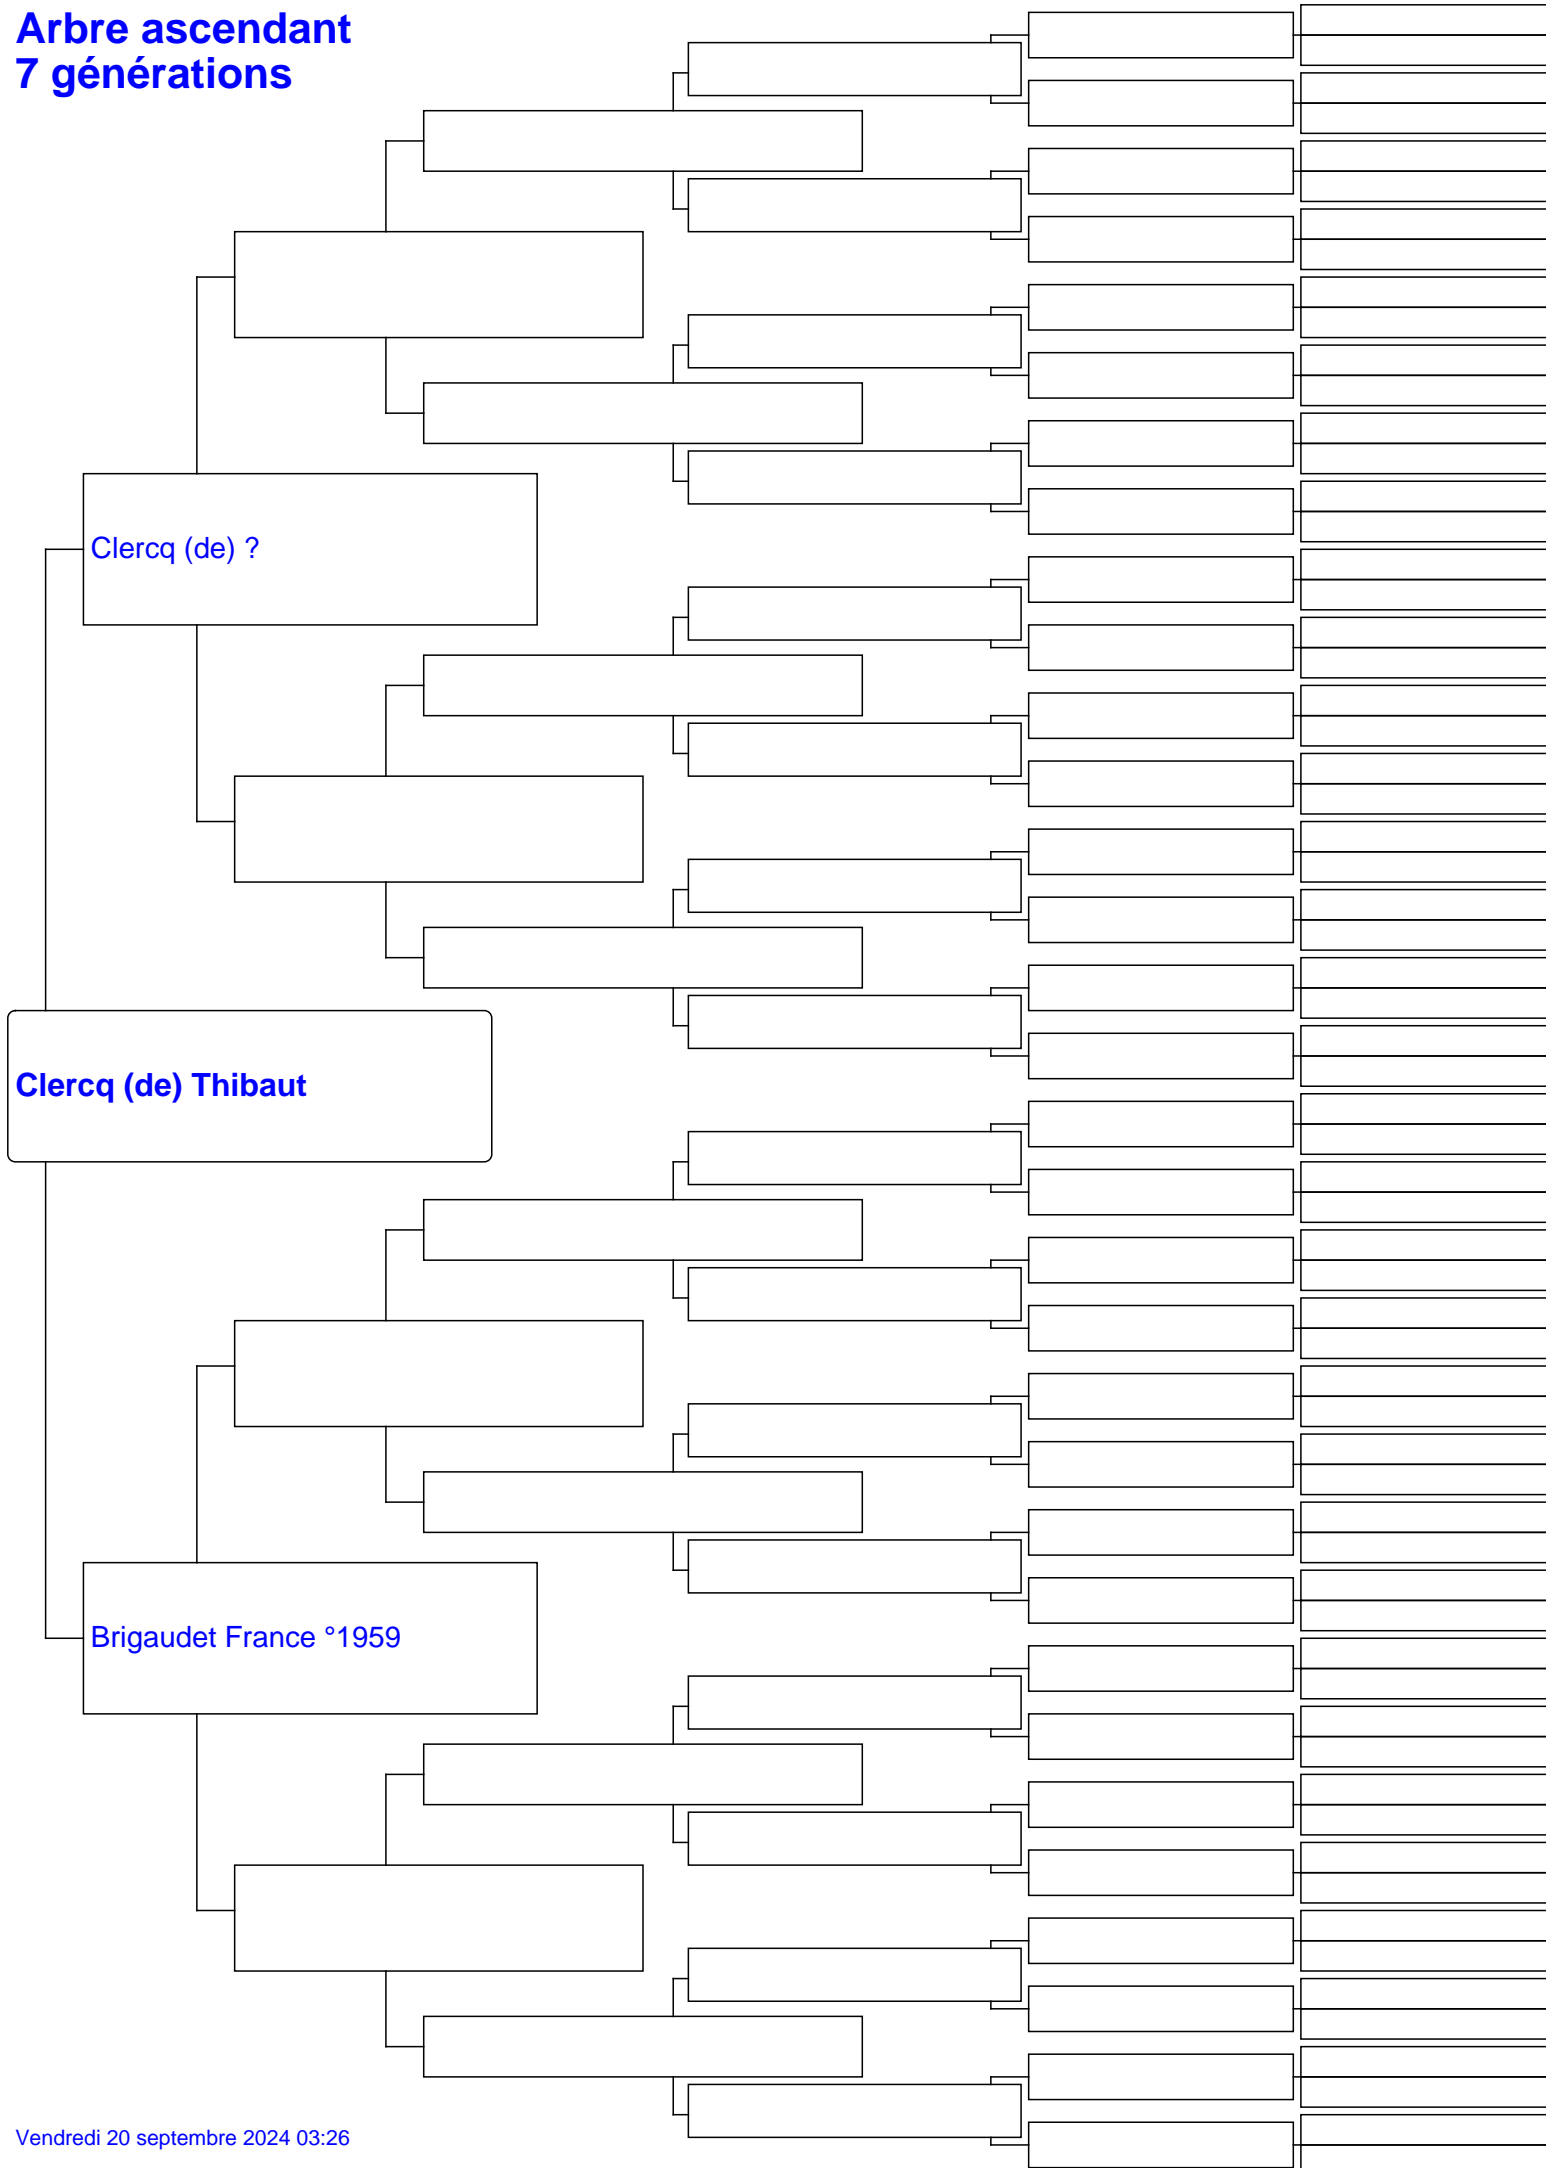 Arbre ascendant
7 générations
Clercq (de) ?
Clercq (de) Thibaut
Brigaudet France °1959
Vendredi 20 septembre 2024 03:26